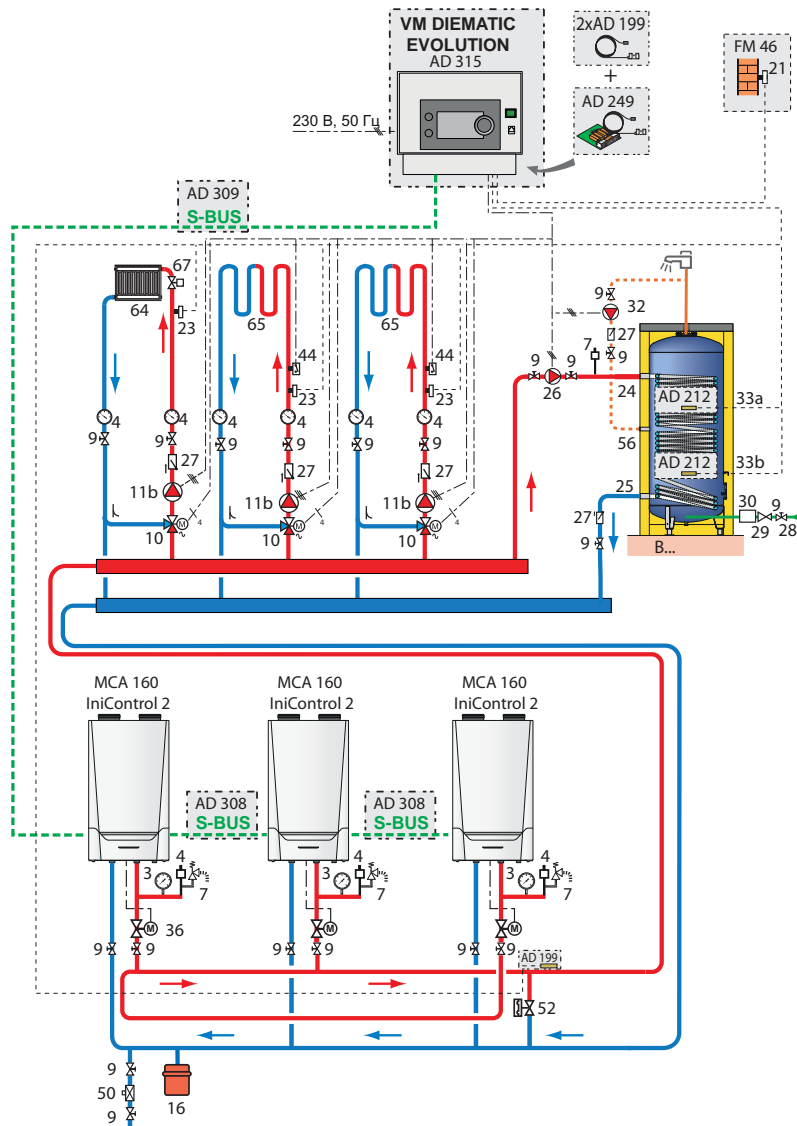 VM DIEMATIC
EVOLUTION
AD 315
2xAD 199
+
AD 249
FM 46
21
230 В, 50 Гц
AD 309
S-BUS
67
64
23
65
44
23
65
44
23
4
4
4
4
4
4
9
9
9
9
9
9
27
27
27
11b
11b
11b
10
10
10
M
M
M
4
4
4
9
32
27
9
7
9
9
26
24
AD 212
33a
56
AD 212
33b
25
27
9
30
9
29
28
B...
MCA 160
IniControl 2
MCA 160
IniControl 2
MCA 160
IniControl 2
AD 308
S-BUS
AD 308
S-BUS
3
4
7
3
4
7
3
4
7
M
36
M
M
9
9
9
9
9
9
AD 199
52
9
50
9
16